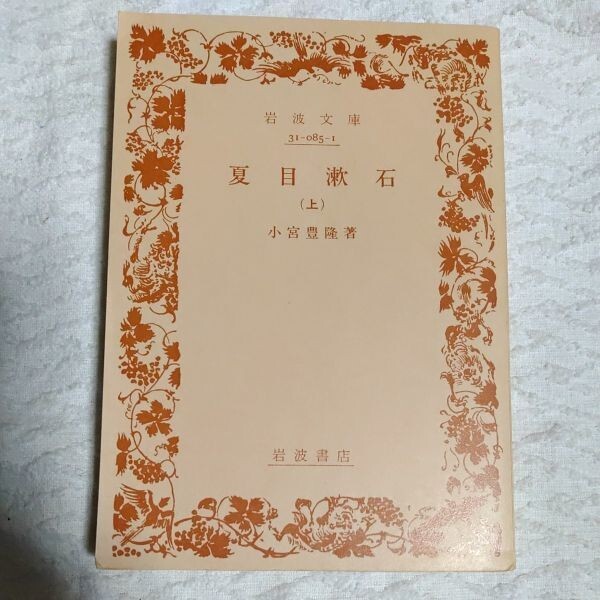 岩波文庫
31-085-1
夏目漱石
(上)
小宮豊隆著
岩波書店